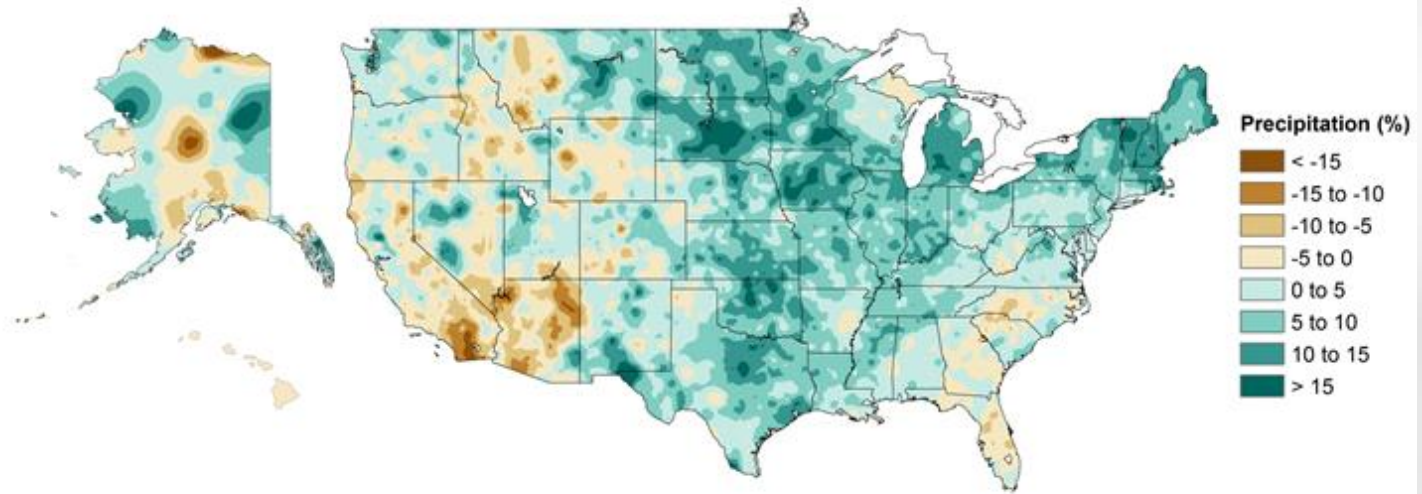 Precipitation (%)
< -15
-15 to -10
-10 to -5
-5 to 0
0 to 5
5 to 10
10 to 15
> 15